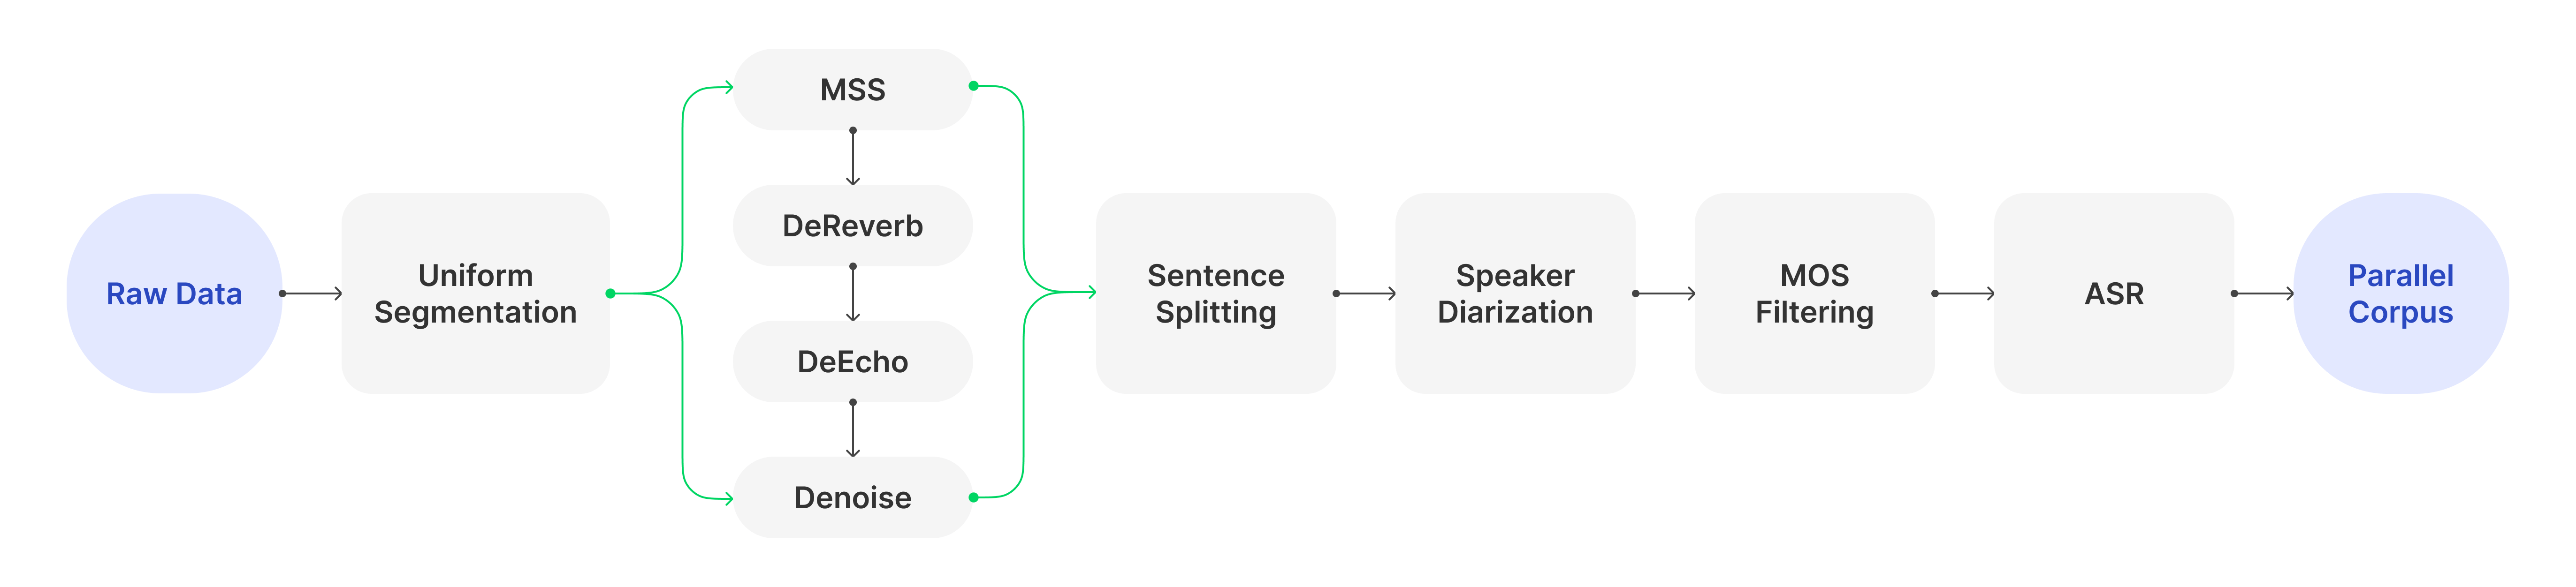 Raw Data
Uniform
Segmentation
MSS
DeReverb
DeEcho
Denoise
Sentence
Splitting
Speaker
Diarization
MOS
Filtering
ASR
Parallel
Corpus